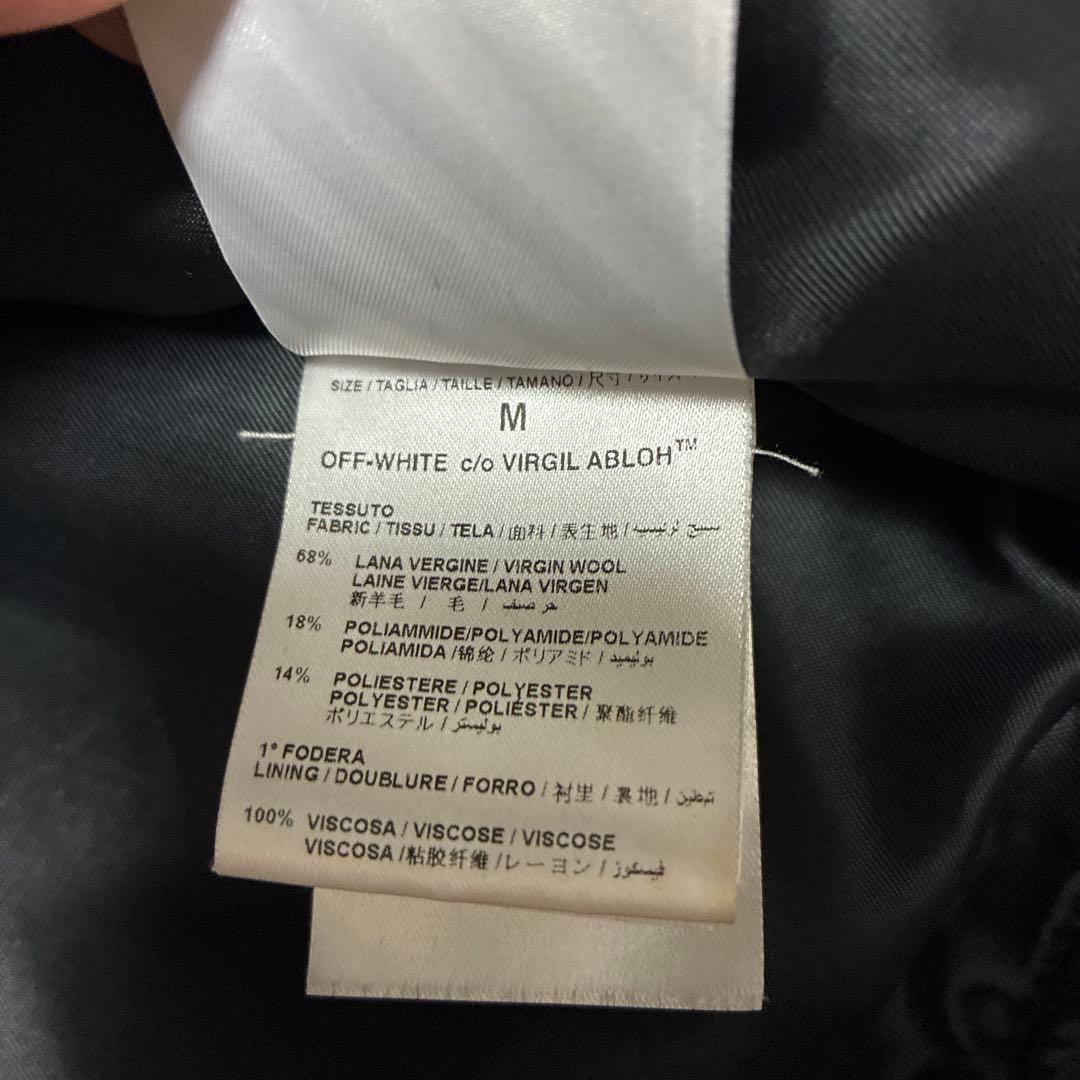 SIZE / TAGLIA / TAILLE / TAMANO / 尺寸 / サイズ
M
OFF-WHITE c/o VIRGIL ABLOH™
TESSUTO
FABRIC / TISSU / TELA / 面料 / 表生地 /
68% LANA VERGINE / VIRGIN WOOL
LAINE VIERGE/LANA VIRGEN
新羊毛 / 毛 /
18% POLIAMMIDE/POLYAMIDE/POLYAMIDE
POLIAMIDA /锦纶 / ポリアミド /
14% POLIESTERE / POLYESTER
POLYESTER / POLIÉSTER / 聚酯纤维
ポリエステル / بوليستر
1° FODERA
LINING / DOUBLURE / FORRO / 衬里 / 裏地 / تبطين
100% VISCOSA / VISCOSE / VISCOSE
VISCOSA /粘胶纤维 /レーヨン / فيسكوز